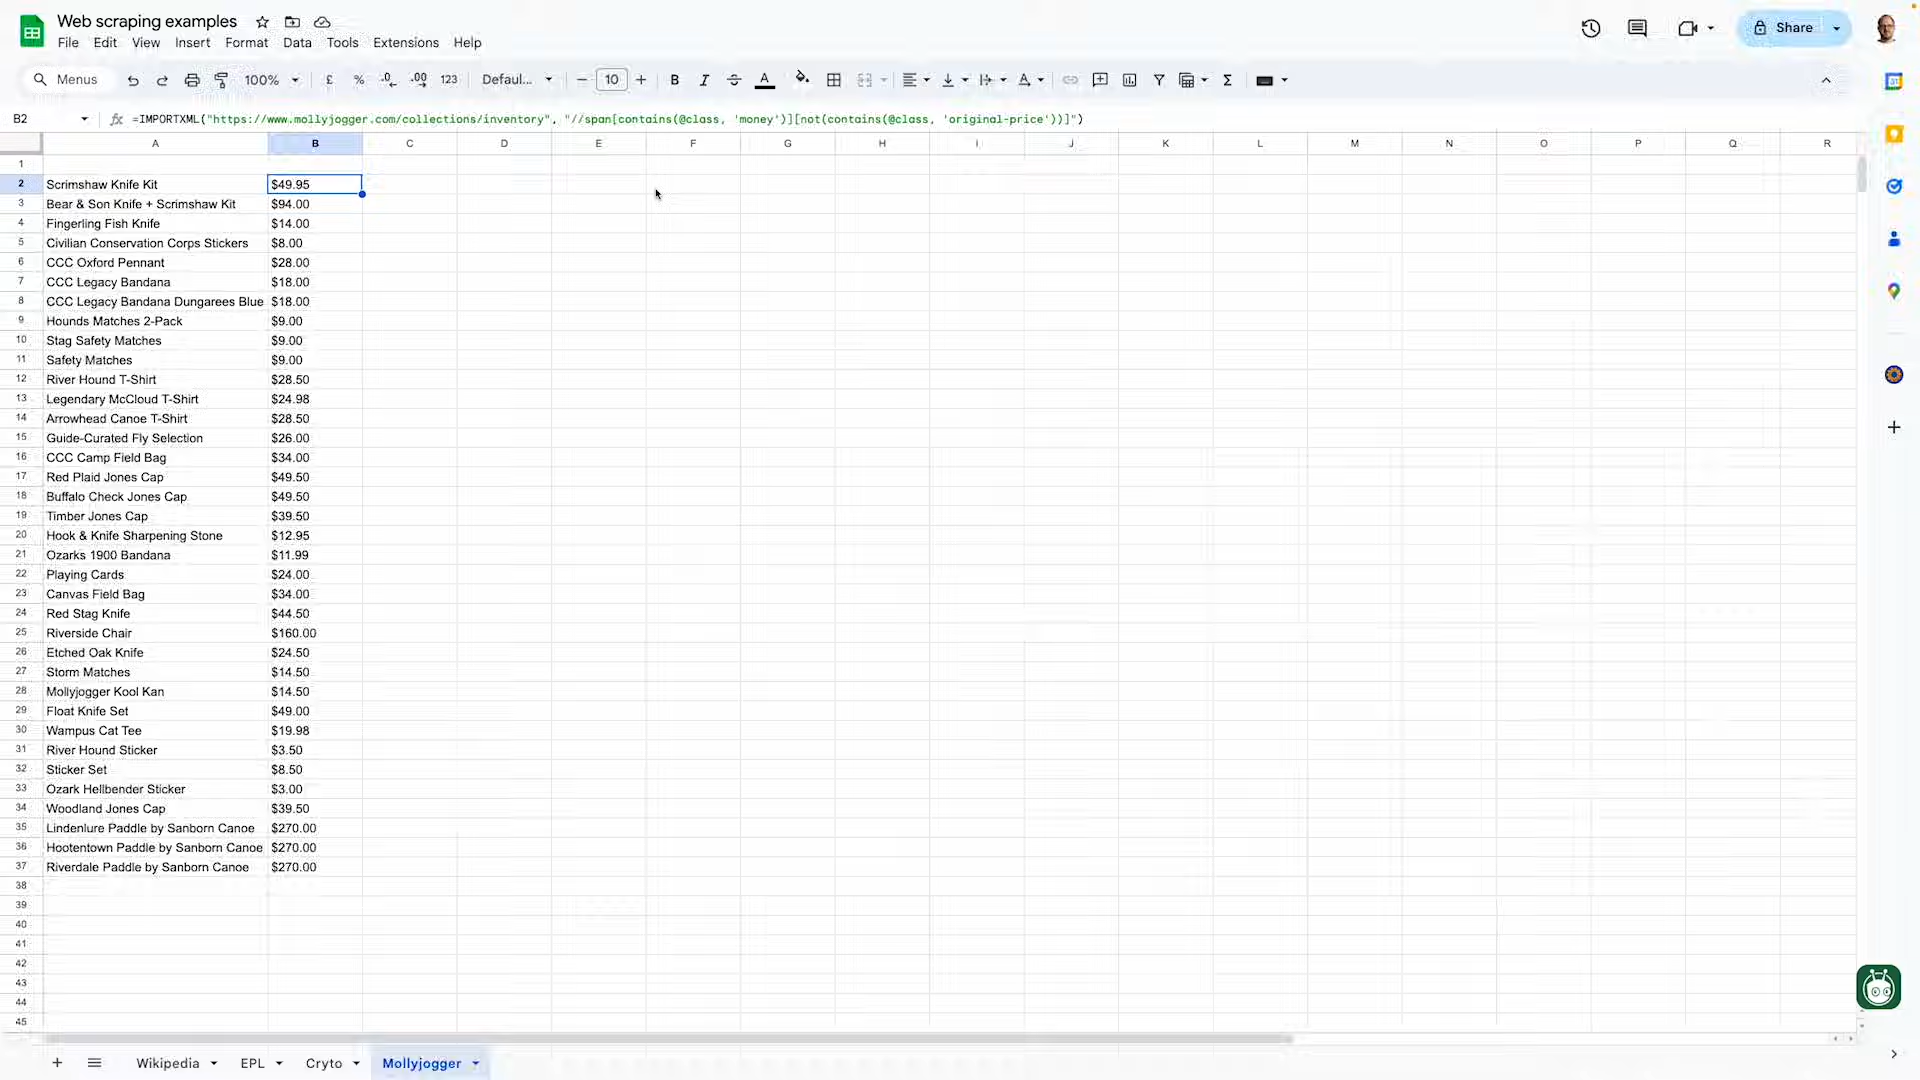 Web scraping examples
File Edit View Insert Format Data Tools Extensions Help
Share
Menus 100% £ % .0 .00 123 Defaul... 10 B I A Σ
B2 fx =IMPORTXML("https://www.mollyjogger.com/collections/inventory", "//span[contains(@class, 'money')][not(contains(@class, 'original-price'))]")
A B C D E F G H I J K L M N O P Q R
1
2 Scrimshaw Knife Kit $49.95
3 Bear & Son Knife + Scrimshaw Kit $94.00
4 Fingerling Fish Knife $14.00
5 Civilian Conservation Corps Stickers $8.00
6 CCC Oxford Pennant $28.00
7 CCC Legacy Bandana $18.00
8 CCC Legacy Bandana Dungarees Blue $18.00
9 Hounds Matches 2-Pack $9.00
10 Stag Safety Matches $9.00
11 Safety Matches $9.00
12 River Hound T-Shirt $28.50
13 Legendary McCloud T-Shirt $24.98
14 Arrowhead Canoe T-Shirt $28.50
15 Guide-Curated Fly Selection $26.00
16 CCC Camp Field Bag $34.00
17 Red Plaid Jones Cap $49.50
18 Buffalo Check Jones Cap $49.50
19 Timber Jones Cap $39.50
20 Hook & Knife Sharpening Stone $12.95
21 Ozarks 1900 Bandana $11.99
22 Playing Cards $24.00
23 Canvas Field Bag $34.00
24 Red Stag Knife $44.50
25 Riverside Chair $160.00
26 Etched Oak Knife $24.50
27 Storm Matches $14.50
28 Mollyjogger Kool Kan $14.50
29 Float Knife Set $49.00
30 Wampus Cat Tee $19.98
31 River Hound Sticker $3.50
32 Sticker Set $8.50
33 Ozark Hellbender Sticker $3.00
34 Woodland Jones Cap $39.50
35 Lindenlure Paddle by Sanborn Canoe $270.00
36 Hootentown Paddle by Sanborn Canoe $270.00
37 Riverdale Paddle by Sanborn Canoe $270.00
38
39
40
41
42
43
44
45
Wikipedia EPL Cryto Mollyjogger